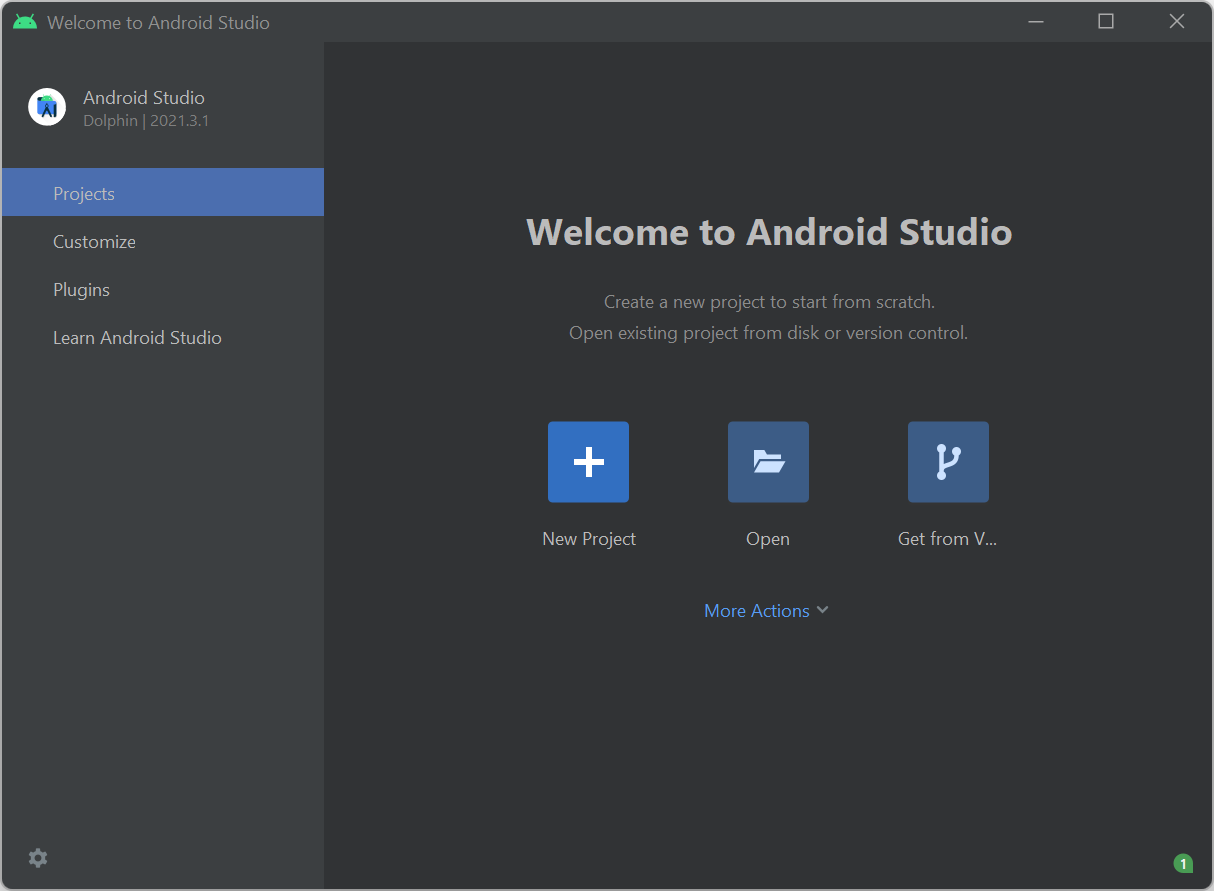 Welcome to Android Studio
Android Studio
Dolphin | 2021.3.1
Projects
Customize
Plugins
Learn Android Studio
Welcome to Android Studio
Create a new project to start from scratch.
Open existing project from disk or version control.
New Project
Open
Get from V...
More Actions
1